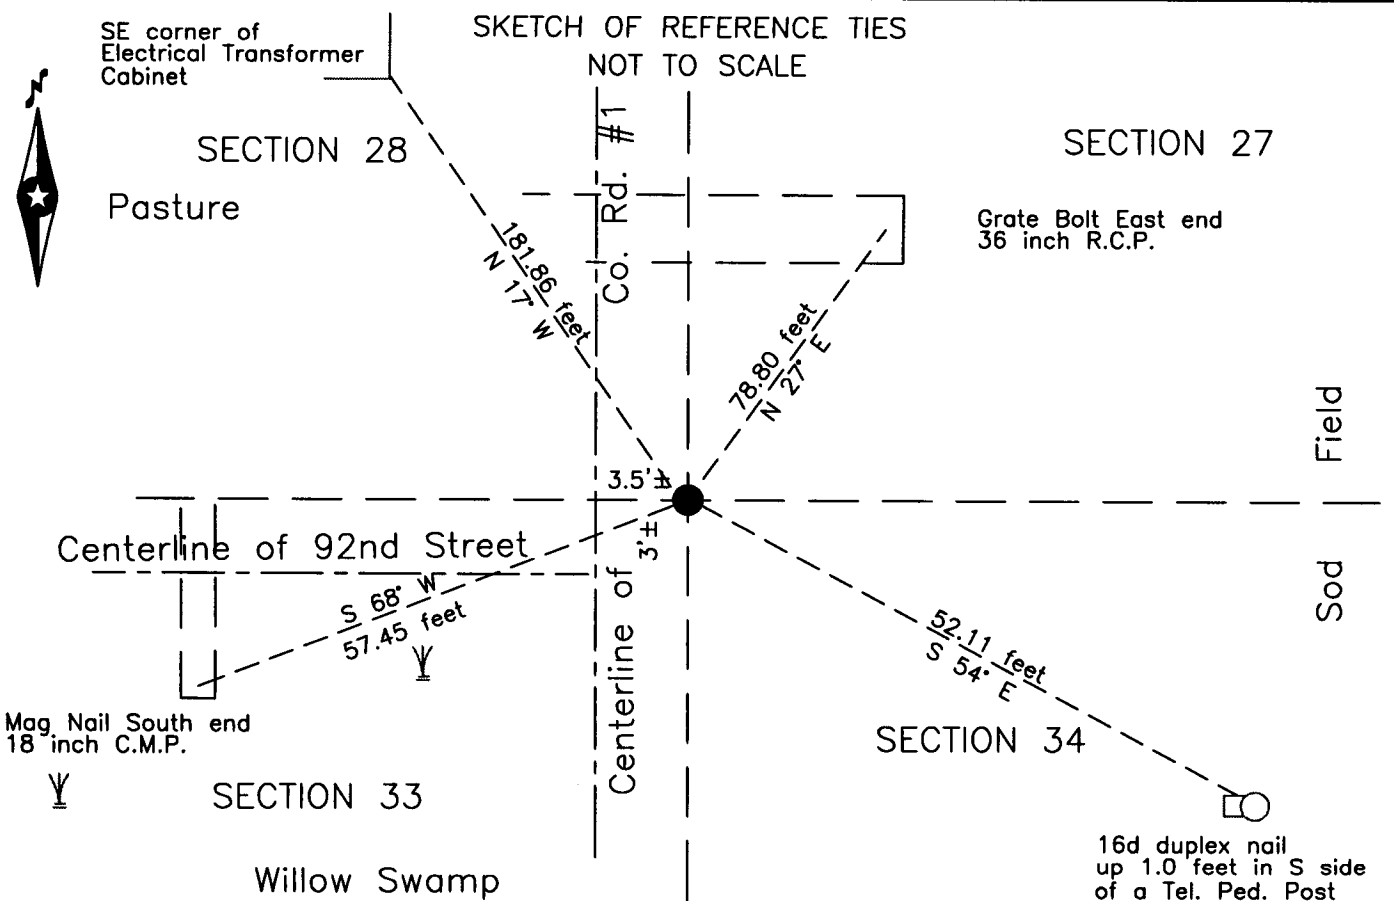 SKETCH OF REFERENCE TIES
NOT TO SCALE
SE corner of
Electrical Transformer
Cabinet
N
SECTION 28
Pasture
Co. Rd. #1
SECTION 27
Grate Bolt East end
36 inch R.C.P.
181.86 feet
N 17° W
78.80 feet
N 27° E
Sod Field
3.5'±
3'±
Centerline of 92nd Street
S 68° W
57.45 feet
Centerline of
52.11 feet
S 54° E
Mag Nail South end
18 inch C.M.P.
SECTION 33
SECTION 34
Willow Swamp
16d duplex nail
up 1.0 feet in S side
of a Tel. Ped. Post